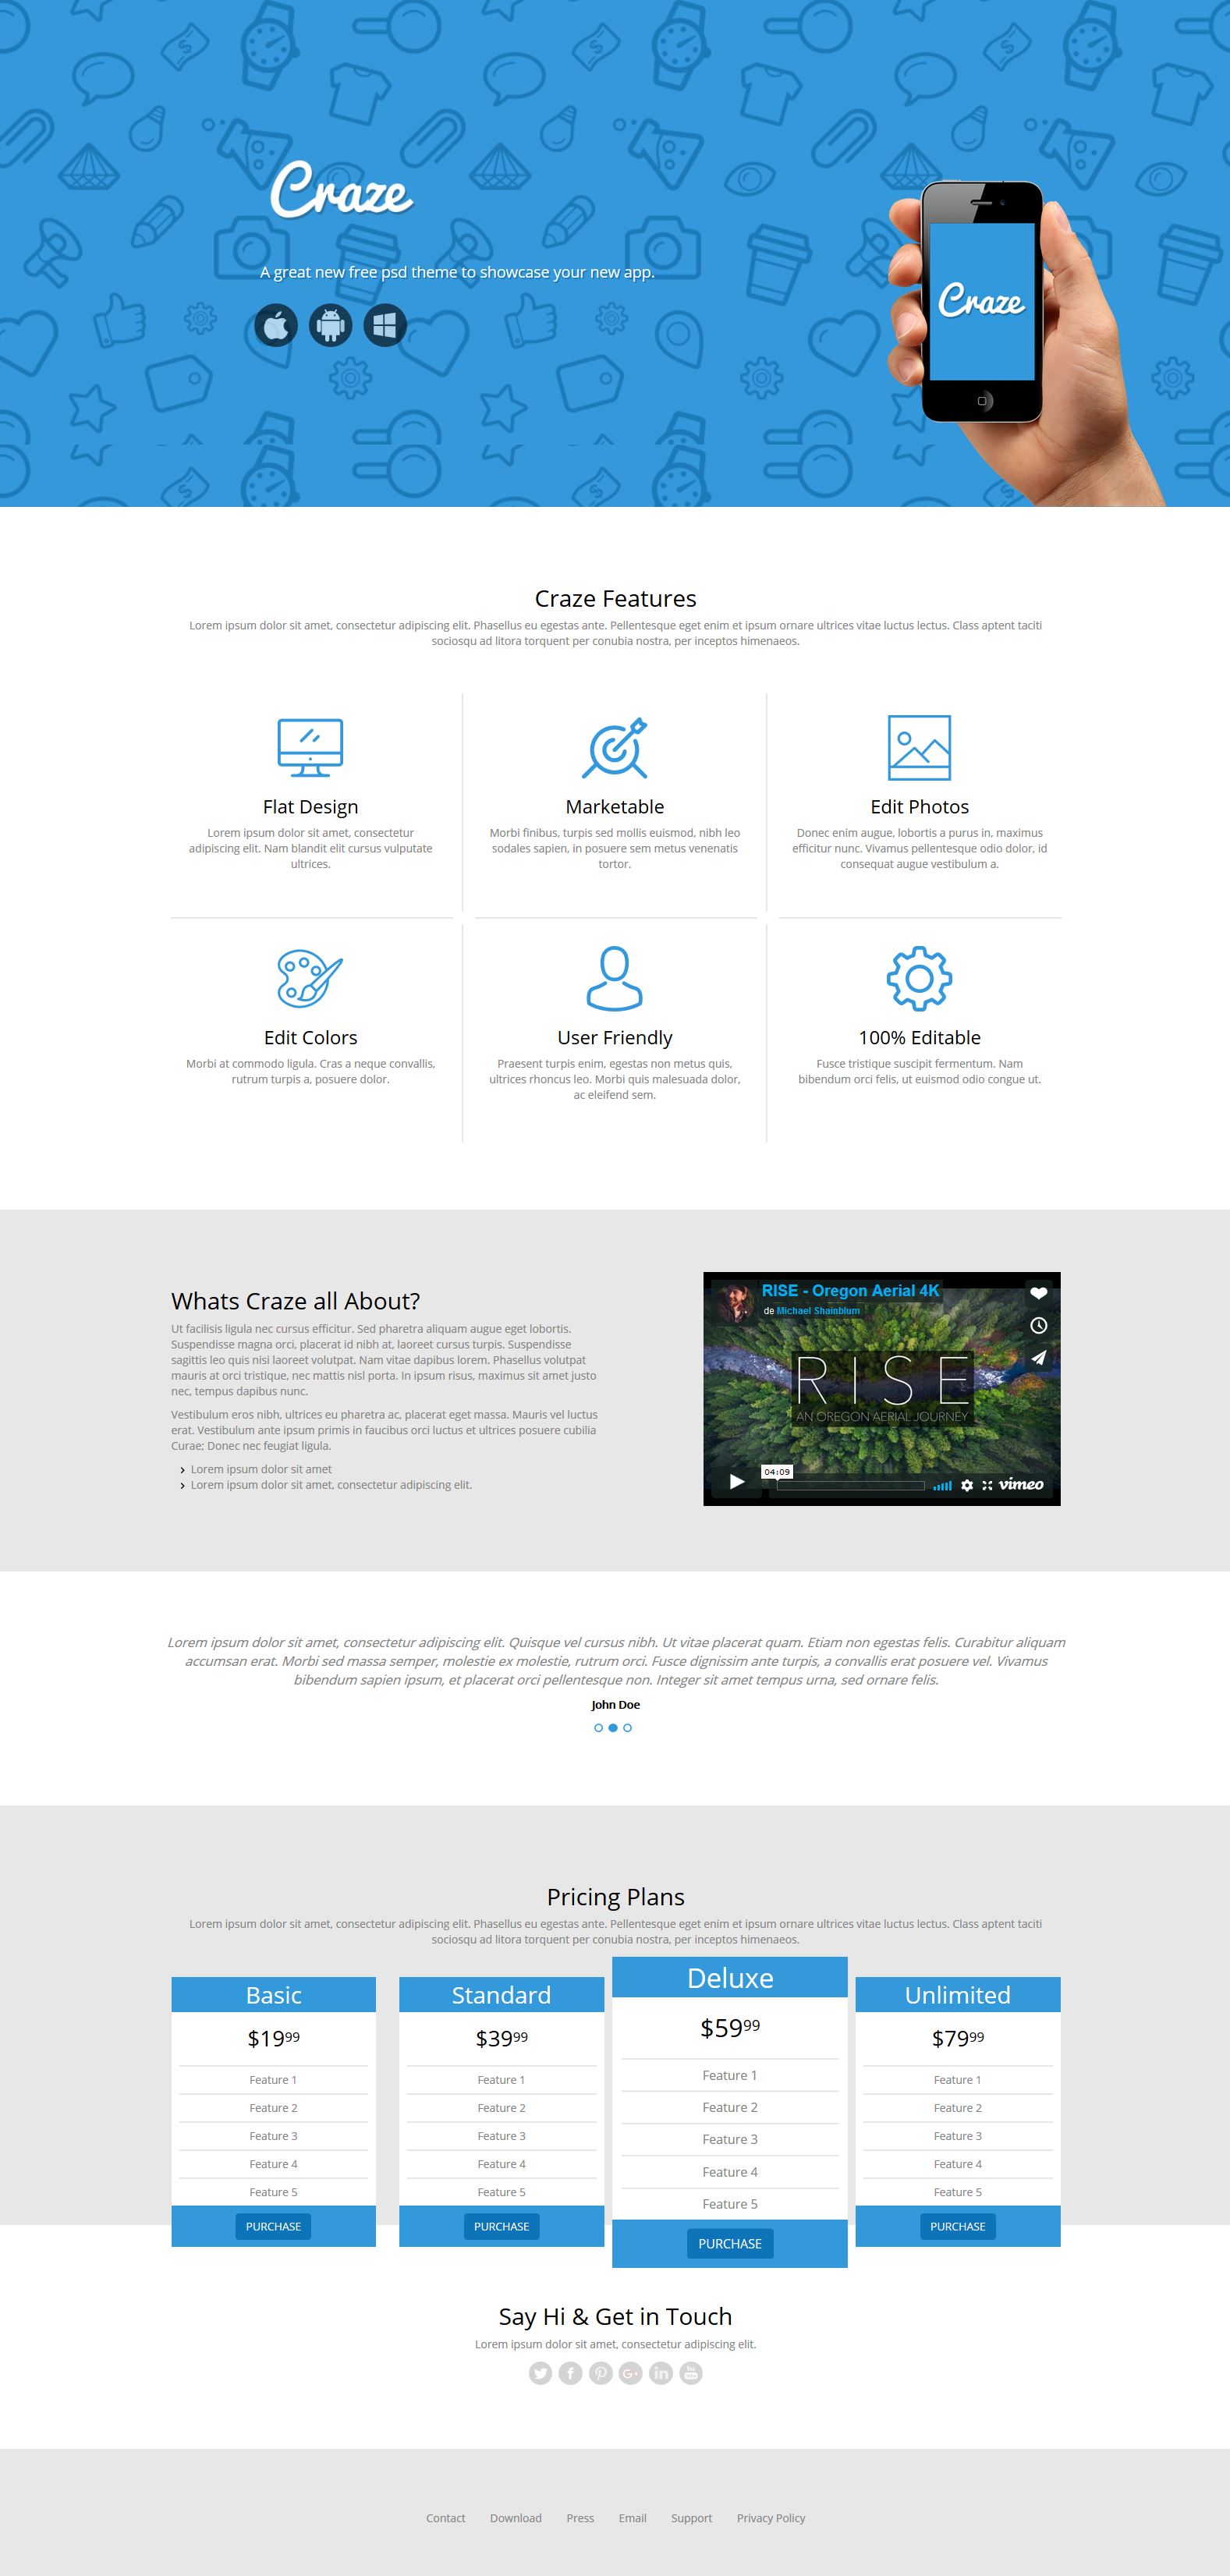 Craze
A great new free psd theme to showcase your new app.
Craze
Craze Features
Lorem ipsum dolor sit amet, consectetur adipiscing elit. Phasellus eu egestas ante. Pellentesque eget enim et ipsum ornare ultrices vitae luctus lectus. Class aptent taciti
sociosqu ad litora torquent per conubia nostra, per inceptos himenaeos.
Flat Design
Lorem ipsum dolor sit amet, consectetur
adipiscing elit. Nam blandit elit cursus vulputate
ultrices.
Marketable
Morbi finibus, turpis sed mollis euismod, nibh leo
sodales sapien, in posuere sem metus venenatis
tortor.
Edit Photos
Donec enim augue, lobortis a purus in, maximus
efficitur nunc. Vivamus pellentesque odio dolor, id
consequat augue vestibulum a.
Edit Colors
Morbi at commodo ligula. Cras a neque convallis,
rutrum turpis a, posuere dolor.
User Friendly
Praesent turpis enim, egestas non metus quis,
ultrices rhoncus leo. Morbi quis malesuada dolor,
ac eleifend sem.
100% Editable
Fusce tristique suscipit fermentum. Nam
bibendum orci felis, ut euismod odio congue ut.
Whats Craze all About?
Ut facilisis ligula nec cursus efficitur. Sed pharetra aliquam augue eget lobortis.
Suspendisse magna orci, placerat id nibh at, laoreet cursus turpis. Suspendisse
sagittis leo quis nisi laoreet volutpat. Nam vitae dapibus lorem. Phasellus volutpat
mauris at orci tristique, nec mattis nisl porta. In ipsum risus, maximus sit amet justo
nec, tempus dapibus nunc.
Vestibulum eros nibh, ultrices eu pharetra ac, placerat eget massa. Mauris vel luctus
erat. Vestibulum ante ipsum primis in faucibus orci luctus et ultrices posuere cubilia
Curae; Donec nec feugiat ligula.
Lorem ipsum dolor sit amet
Lorem ipsum dolor sit amet, consectetur adipiscing elit.
RISE - Oregon Aerial 4K
de Michael Shainblum
RISE
AN OREGON AERIAL JOURNEY
04:09
vimeo
Lorem ipsum dolor sit amet, consectetur adipiscing elit. Quisque vel cursus nibh. Ut vitae placerat quam. Etiam non egestas felis. Curabitur aliquam
accumsan erat. Morbi sed massa semper, molestie ex molestie, rutrum orci. Fusce dignissim ante turpis, a convallis erat posuere vel. Vivamus
bibendum sapien ipsum, et placerat orci pellentesque non. Integer sit amet tempus urna, sed ornare felis.
John Doe
Pricing Plans
Lorem ipsum dolor sit amet, consectetur adipiscing elit. Phasellus eu egestas ante. Pellentesque eget enim et ipsum ornare ultrices vitae luctus lectus. Class aptent taciti
sociosqu ad litora torquent per conubia nostra, per inceptos himenaeos.
Basic
$1999
Feature 1
Feature 2
Feature 3
Feature 4
Feature 5
PURCHASE
Standard
$3999
Feature 1
Feature 2
Feature 3
Feature 4
Feature 5
PURCHASE
Deluxe
$5999
Feature 1
Feature 2
Feature 3
Feature 4
Feature 5
PURCHASE
Unlimited
$7999
Feature 1
Feature 2
Feature 3
Feature 4
Feature 5
PURCHASE
Say Hi & Get in Touch
Lorem ipsum dolor sit amet, consectetur adipiscing elit.
Contact Download Press Email Support Privacy Policy